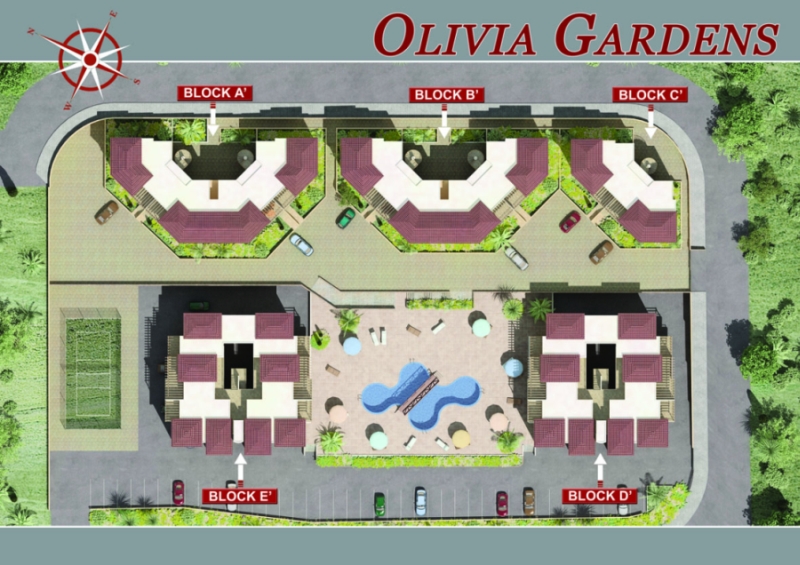 OLIVIA GARDENS
N
E
S
W
BLOCK A'
BLOCK B'
BLOCK C'
BLOCK E'
BLOCK D'